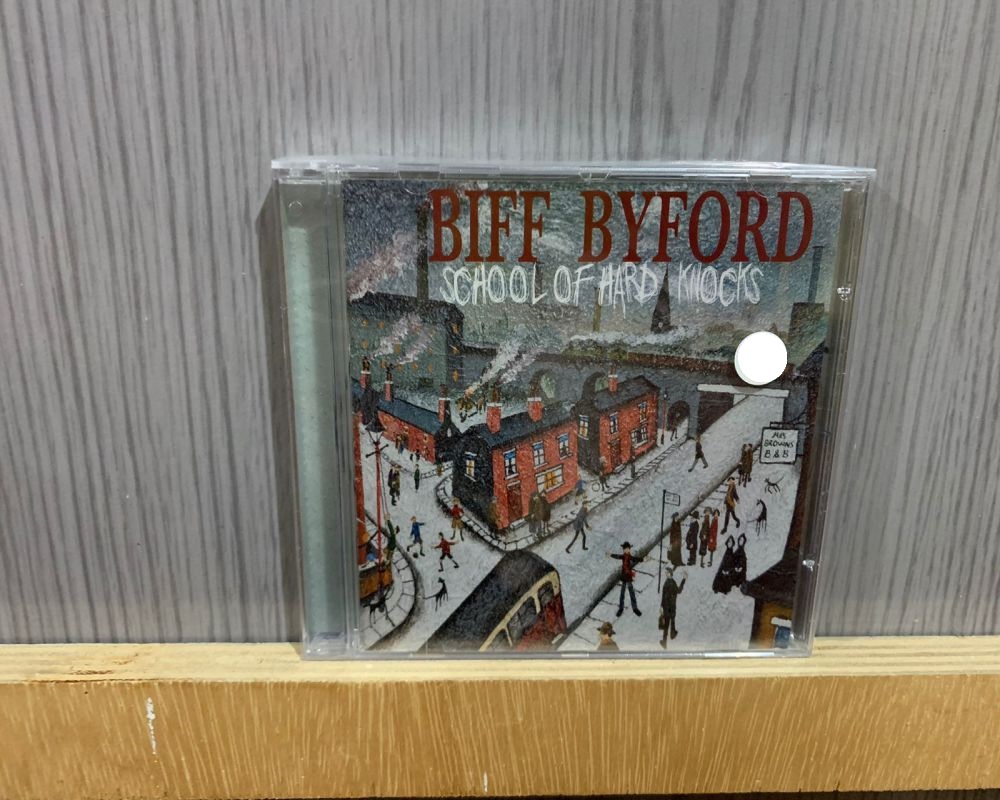 BIFF BYFORD
SCHOOL OF HARD KNOCKS
MRS
BROWNS
B & B